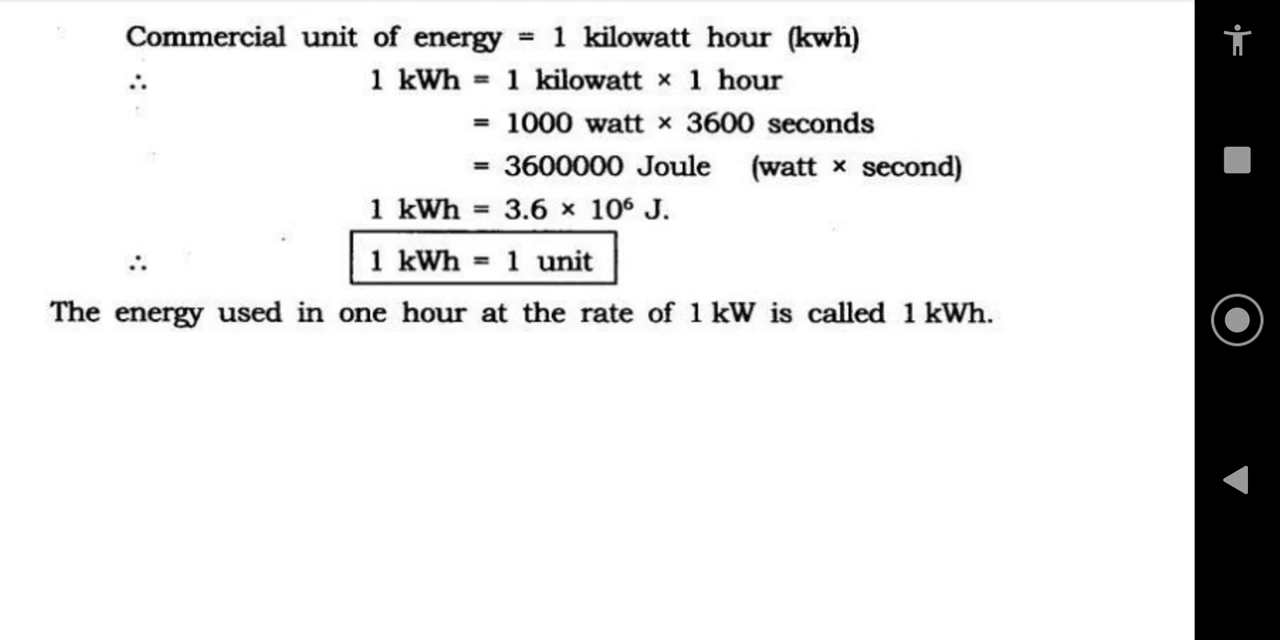 Commercial unit of energy = 1 kilowatt hour (kwh)
∴ 1 kWh = 1 kilowatt × 1 hour
= 1000 watt × 3600 seconds
= 3600000 Joule (watt × second)
1 kWh = 3.6 × 10⁶ J.
∴ 1 kWh = 1 unit
The energy used in one hour at the rate of 1 kW is called 1 kWh.